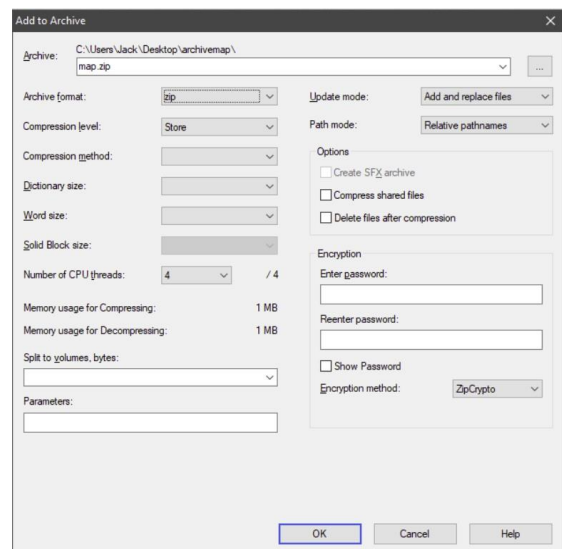 Add to Archive
Archive:
C:\Users\Jack\Desktop\archivemap\
map.zip
...
Archive format:
zip
Compression level:
Store
Compression method:
Dictionary size:
Word size:
Solid Block size:
Number of CPU threads:
4
/ 4
Memory usage for Compressing:
1 MB
Memory usage for Decompressing:
1 MB
Split to volumes, bytes:
Parameters:
Update mode:
Add and replace files
Path mode:
Relative pathnames
Options
Create SFX archive
Compress shared files
Delete files after compression
Encryption
Enter password:
Reenter password:
Show Password
Encryption method:
ZipCrypto
OK
Cancel
Help